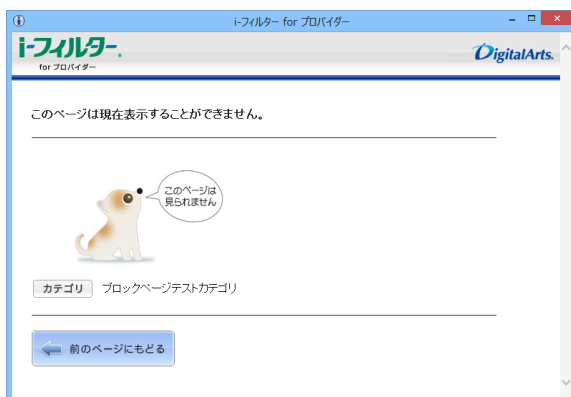 i-フィルター for プロバイダー
i-フィルター.
for プロバイダー
DigitalArts.
このページは現在表示することができません。
このページは
見られません
カテゴリ ブロックページテストカテゴリ
前のページにもどる